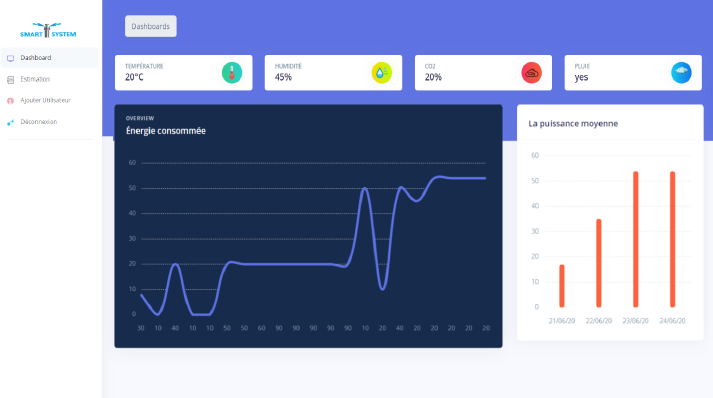 SMART SYSTEM
Dashboard
Estimation
Ajouter Utilisateur
Déconnexion
Dashboards
TEMPÉRATURE
20°C
HUMIDITÉ
45%
CO2
20%
PLUIE
yes
OVERVIEW
Énergie consommée
60
50
40
30
20
10
0
30 10 40 10 10 50 50 60 90 90 90 90 90 10 20 40 20 20 20 20 20
La puissance moyenne
60
50
40
30
20
10
0
21/06/20 22/06/20 23/06/20 24/06/20